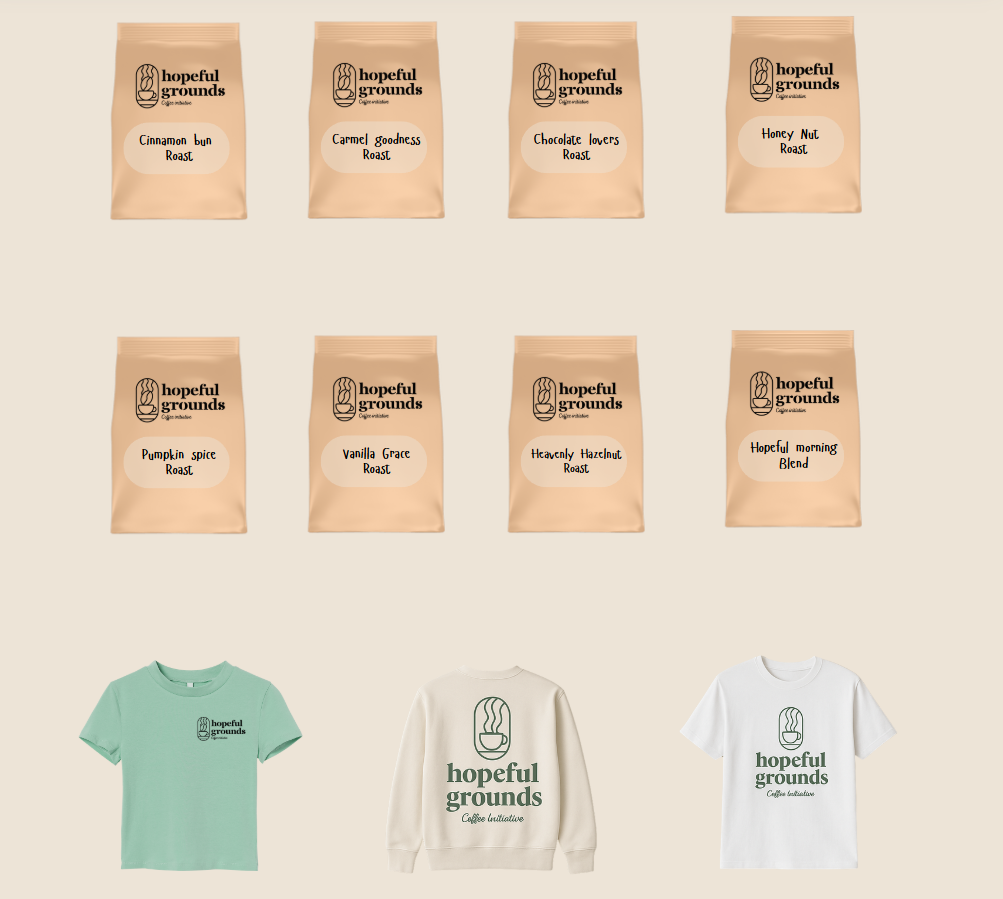 hopeful
grounds
Coffee Initiative
Cinnamon bun
Roast
hopeful
grounds
Coffee Initiative
Carmel goodness
Roast
hopeful
grounds
Coffee Initiative
Chocolate lovers
Roast
hopeful
grounds
Coffee Initiative
Honey Nut
Roast
hopeful
grounds
Coffee Initiative
Pumpkin spice
Roast
hopeful
grounds
Coffee Initiative
Vanilla Grace
Roast
hopeful
grounds
Coffee Initiative
Heavenly Hazelnut
Roast
hopeful
grounds
Coffee Initiative
Hopeful morning
Blend
hopeful
grounds
Coffee Initiative
hopeful
grounds
Coffee Initiative
hopeful
grounds
Coffee Initiative